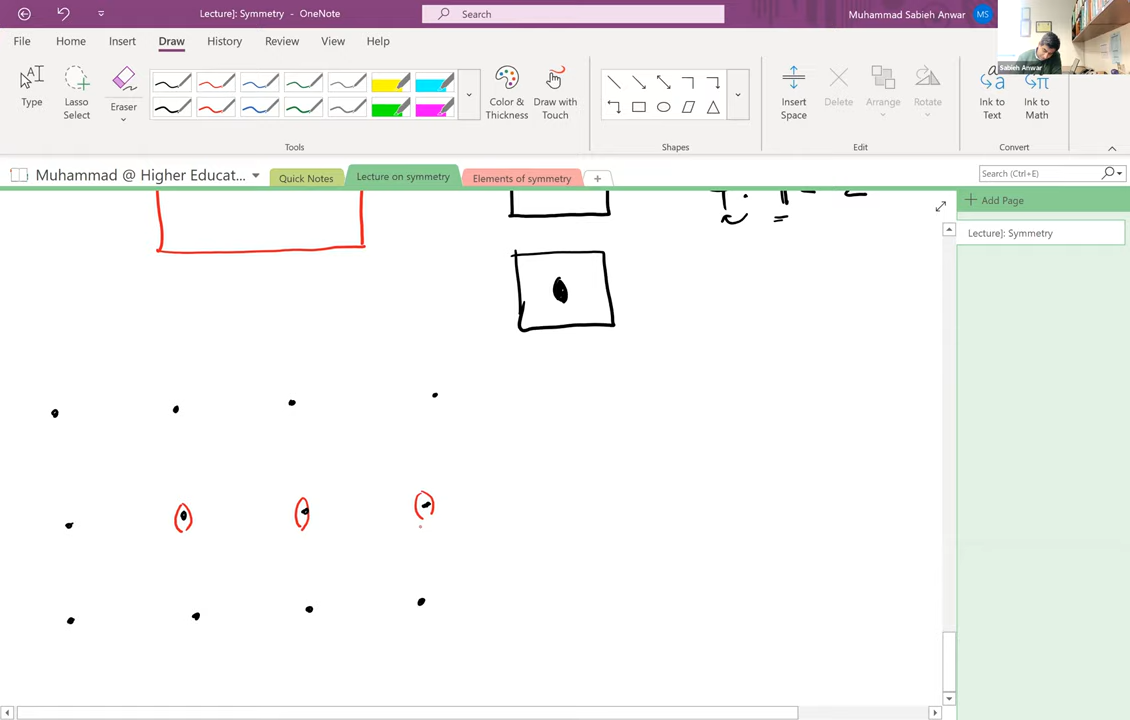 Lecture]: Symmetry - OneNote
Search
Muhammad Sabieh Anwar
MS
File Home Insert Draw History Review View Help
Sabieh Anwar
Type
Lasso Select
Eraser
Color & Thickness
Draw with Touch
Insert Space
Delete
Arrange
Rotate
Ink to Text
Ink to Math
Tools
Shapes
Edit
Convert
Muhammad @ Higher Educat...
Quick Notes
Lecture on symmetry
Elements of symmetry
Search (Ctrl+E)
Add Page
Lecture]: Symmetry